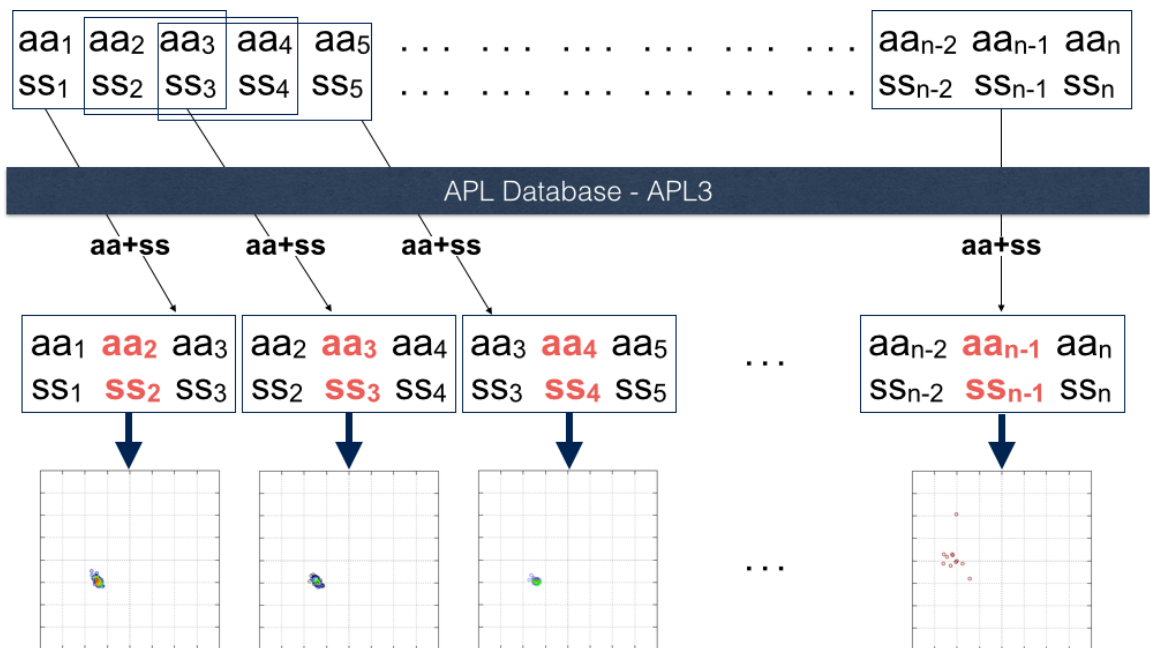 aa1 aa2 aa3 aa4 aa5 . . . . . . . . . . . . . . . . . . aan-2 aan-1 aan
ss1 ss2 ss3 ss4 ss5 . . . . . . . . . . . . . . . . . . ssn-2 ssn-1 ssn
APL Database - APL3
aa+ss aa+ss aa+ss aa+ss
aa1 aa2 aa3 aa2 aa3 aa4 aa3 aa4 aa5 . . . aan-2 aan-1 aan
ss1 ss2 ss3 ss2 ss3 ss4 ss3 ss4 ss5 ssn-2 ssn-1 ssn
. . .